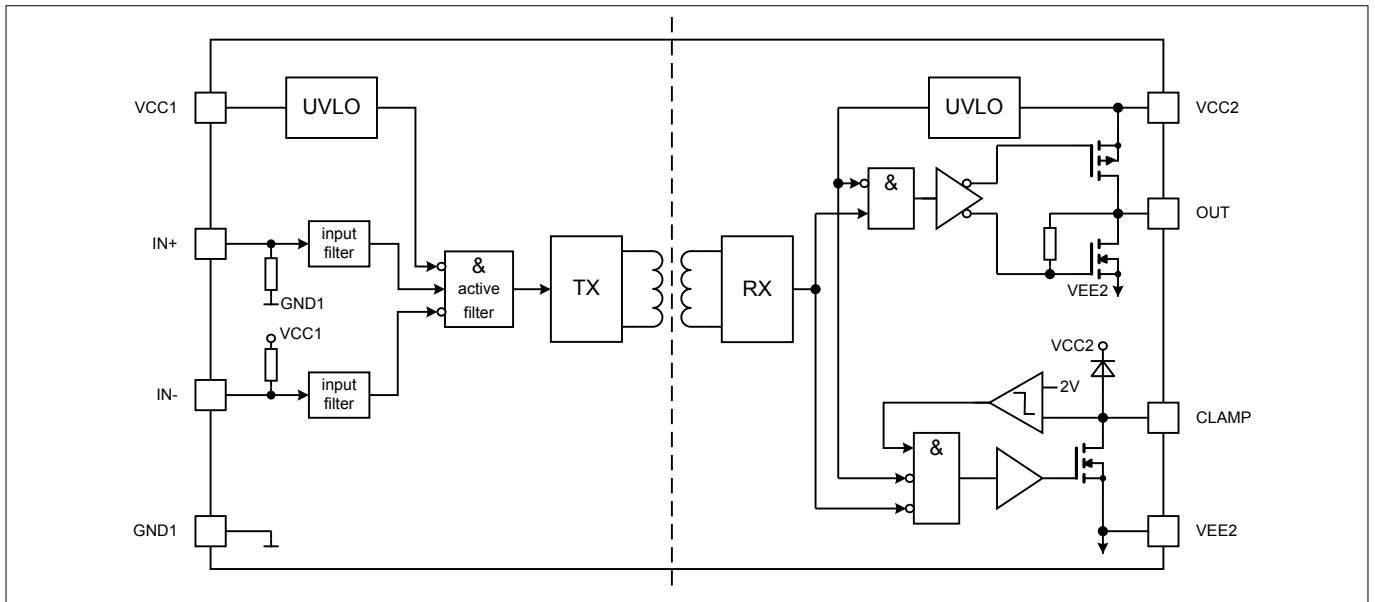 VCC1
UVLO
UVLO
VCC2
&
IN+
input
filter
OUT
&
active
filter
TX
RX
GND1
VEE2
VCC1
VCC2
IN-
input
filter
2V
CLAMP
&
GND1
VEE2